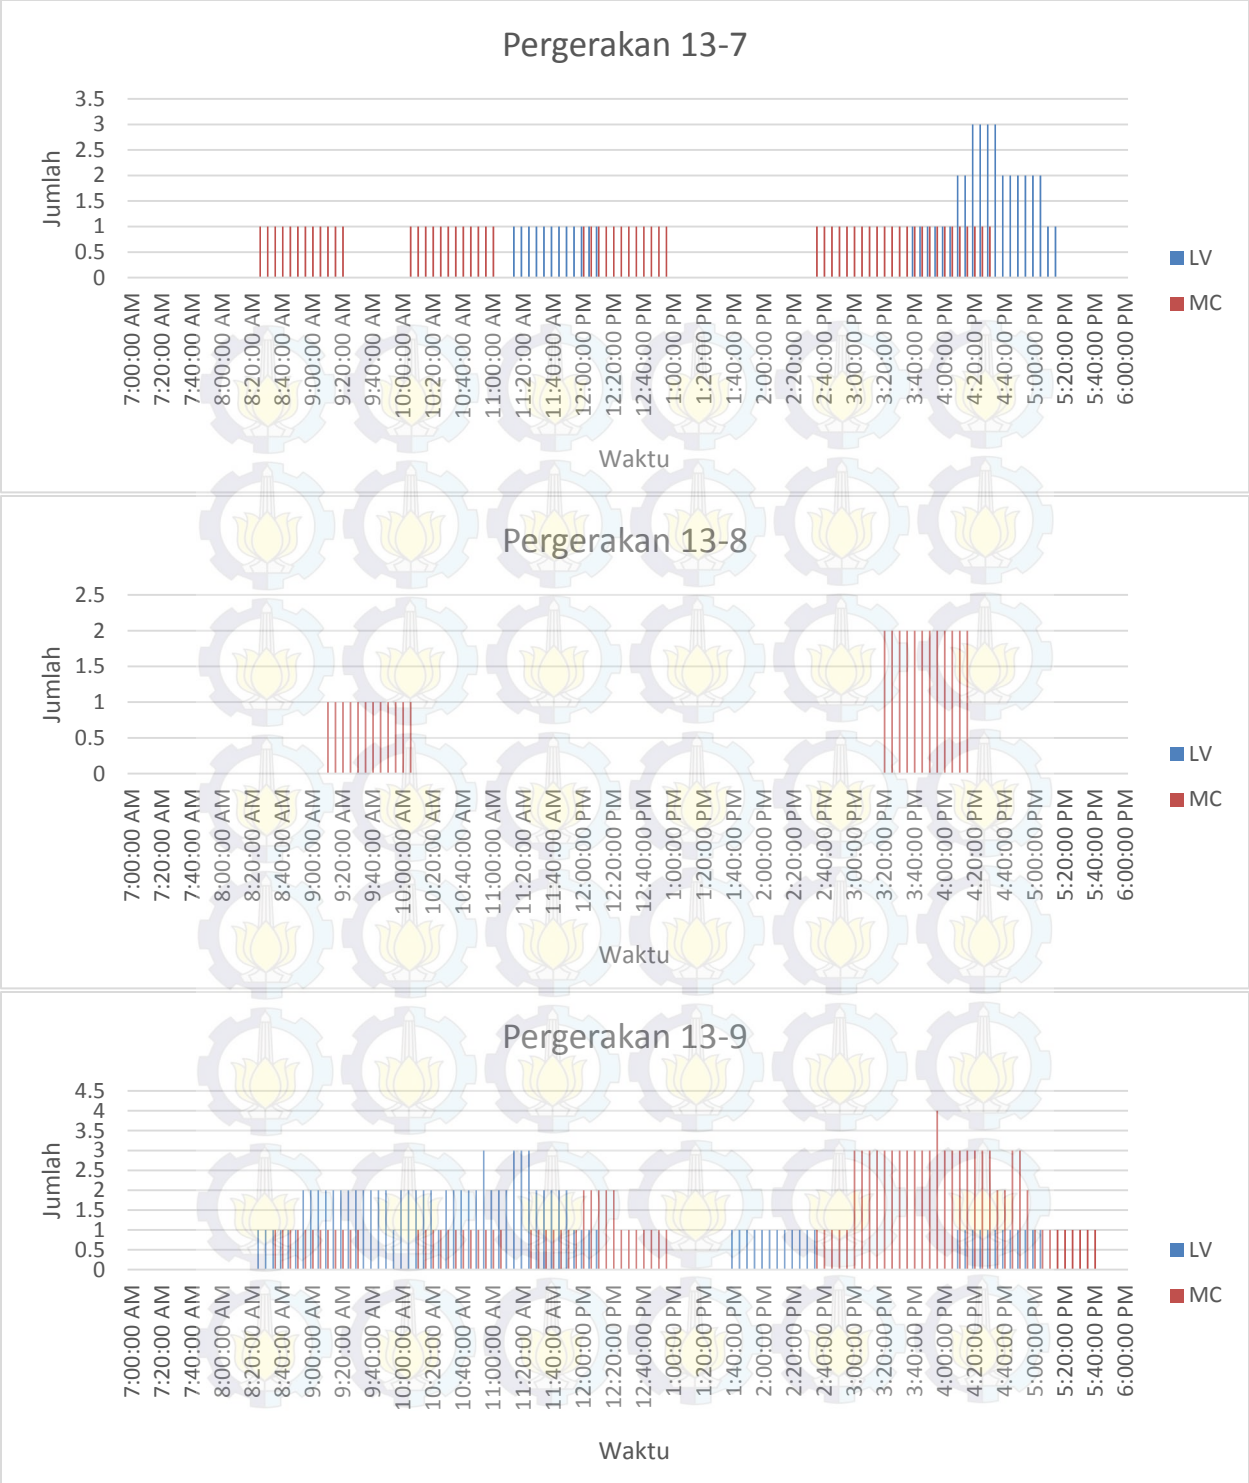 Pergerakan 13-7
Jumlah
3.5
3
2.5
2
1.5
1
0.5
0
7:00:00 AM
7:20:00 AM
7:40:00 AM
8:00:00 AM
8:20:00 AM
8:40:00 AM
9:00:00 AM
9:20:00 AM
9:40:00 AM
10:00:00 AM
10:20:00 AM
10:40:00 AM
11:00:00 AM
11:20:00 AM
11:40:00 AM
12:00:00 PM
12:20:00 PM
12:40:00 PM
1:00:00 PM
1:20:00 PM
1:40:00 PM
2:00:00 PM
2:20:00 PM
2:40:00 PM
3:00:00 PM
3:20:00 PM
3:40:00 PM
4:00:00 PM
4:20:00 PM
4:40:00 PM
5:00:00 PM
5:20:00 PM
5:40:00 PM
6:00:00 PM
Waktu
LV
MC
Pergerakan 13-8
Jumlah
2.5
2
1.5
1
0.5
0
7:00:00 AM
7:20:00 AM
7:40:00 AM
8:00:00 AM
8:20:00 AM
8:40:00 AM
9:00:00 AM
9:20:00 AM
9:40:00 AM
10:00:00 AM
10:20:00 AM
10:40:00 AM
11:00:00 AM
11:20:00 AM
11:40:00 AM
12:00:00 PM
12:20:00 PM
12:40:00 PM
1:00:00 PM
1:20:00 PM
1:40:00 PM
2:00:00 PM
2:20:00 PM
2:40:00 PM
3:00:00 PM
3:20:00 PM
3:40:00 PM
4:00:00 PM
4:20:00 PM
4:40:00 PM
5:00:00 PM
5:20:00 PM
5:40:00 PM
6:00:00 PM
Waktu
LV
MC
Pergerakan 13-9
Jumlah
4.5
4
3.5
3
2.5
2
1.5
1
0.5
0
7:00:00 AM
7:20:00 AM
7:40:00 AM
8:00:00 AM
8:20:00 AM
8:40:00 AM
9:00:00 AM
9:20:00 AM
9:40:00 AM
10:00:00 AM
10:20:00 AM
10:40:00 AM
11:00:00 AM
11:20:00 AM
11:40:00 AM
12:00:00 PM
12:20:00 PM
12:40:00 PM
1:00:00 PM
1:20:00 PM
1:40:00 PM
2:00:00 PM
2:20:00 PM
2:40:00 PM
3:00:00 PM
3:20:00 PM
3:40:00 PM
4:00:00 PM
4:20:00 PM
4:40:00 PM
5:00:00 PM
5:20:00 PM
5:40:00 PM
6:00:00 PM
Waktu
LV
MC